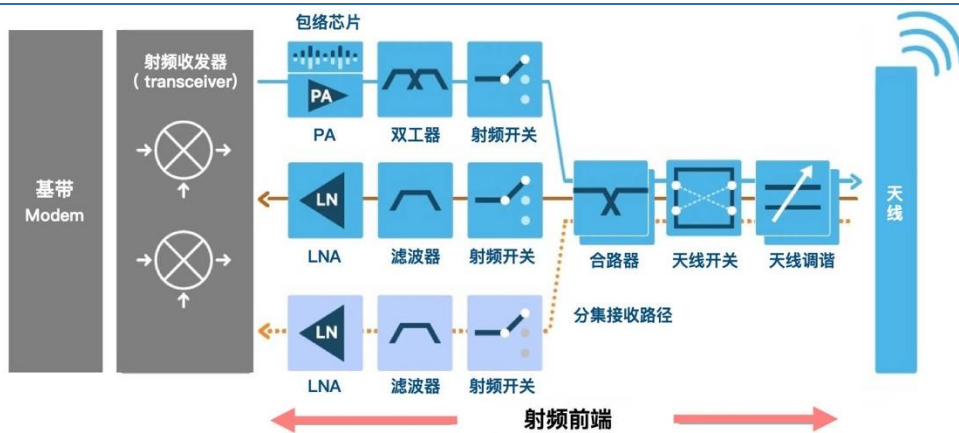 包络芯片
射频收发器
( transceiver)
PA
PA
双工器
射频开关
基带
Modem
LN
LNA
滤波器
射频开关
合路器
天线开关
天线调谐
天线
分集接收路径
LN
LNA
滤波器
射频开关
射频前端